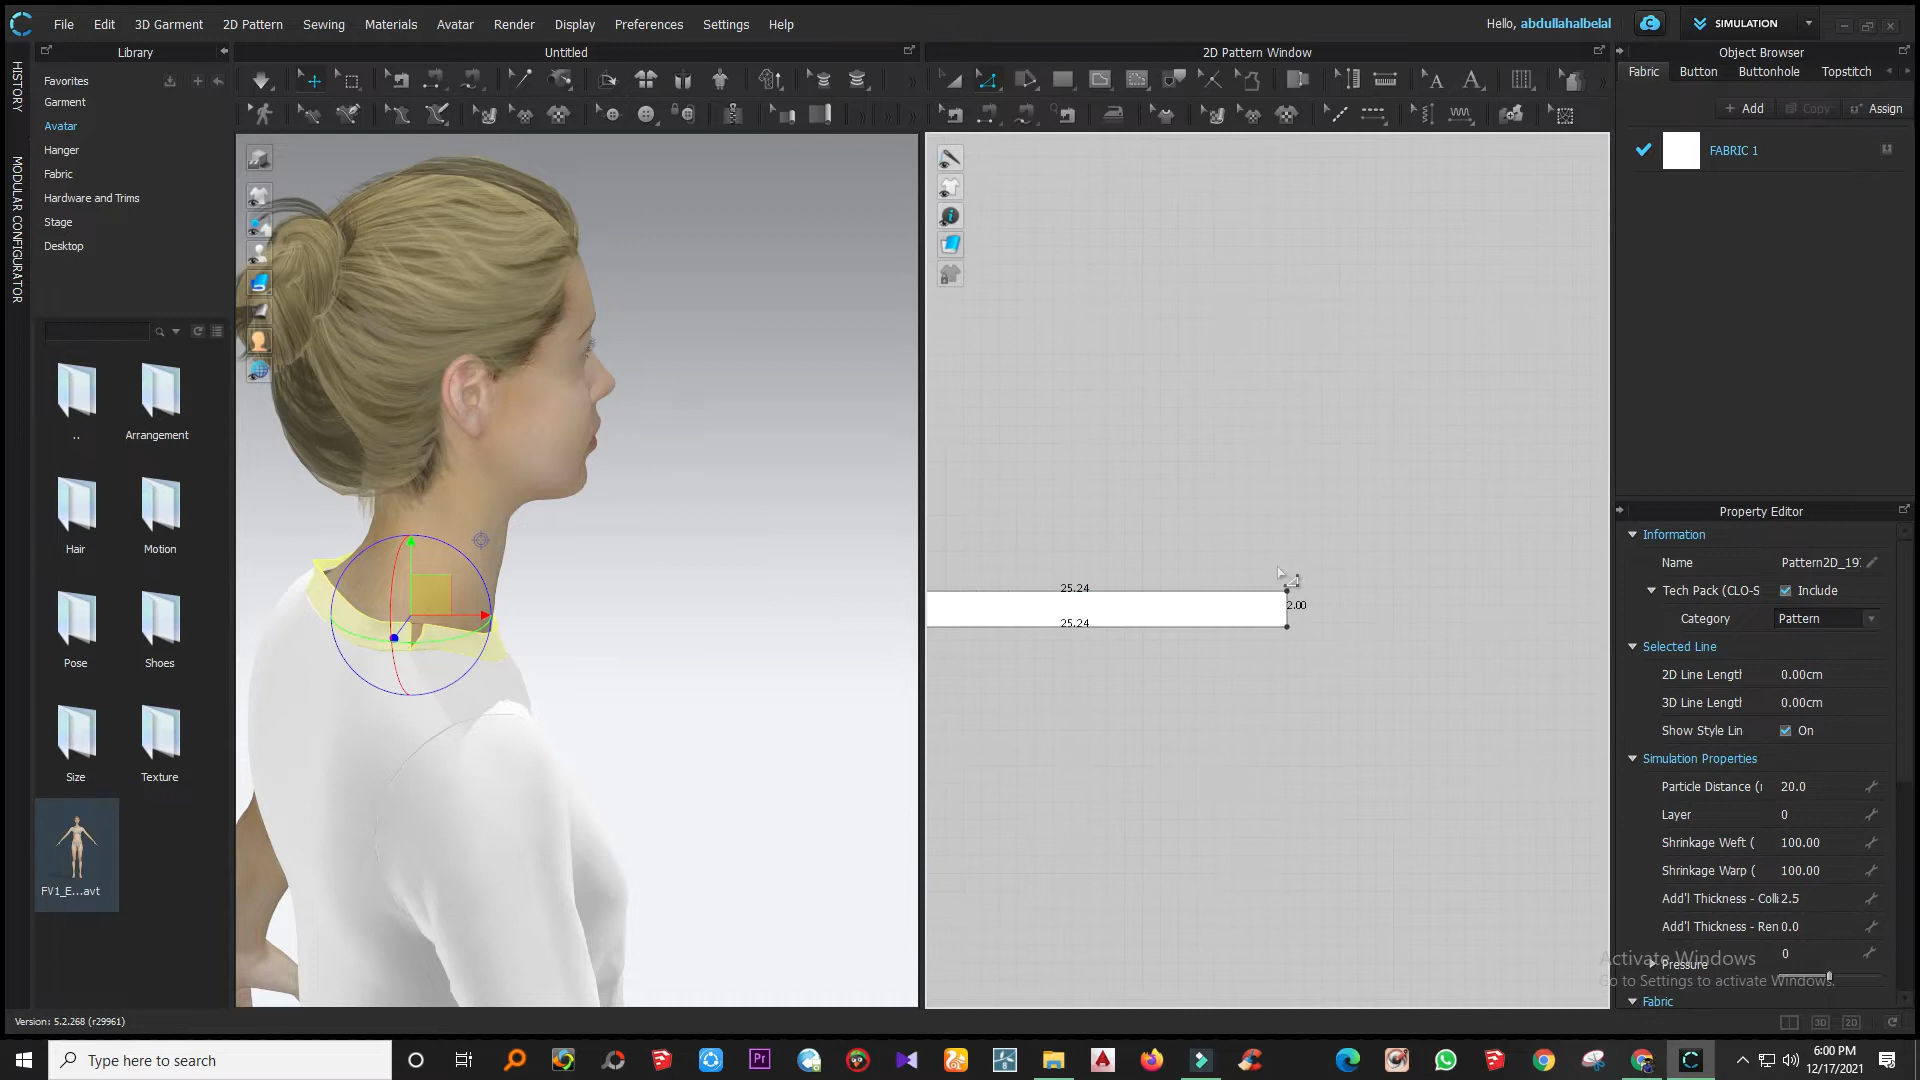 File
Edit
3D Garment
2D Pattern
Sewing
Materials
Avatar
Render
Display
Preferences
Settings
Help
Hello, abdullahalbelal
SIMULATION
HISTORY
MODULAR CONFIGURATOR
Library
Favorites
Garment
Avatar
Hanger
Fabric
Hardware and Trims
Stage
Desktop
..
Arrangement
Hair
Motion
Pose
Shoes
Size
Texture
FV1_E...avt
Untitled
2D Pattern Window
25.24
2.00
25.24
Object Browser
Fabric
Button
Buttonhole
Topstitch
Add
Copy
Assign
FABRIC 1
Property Editor
Information
Name
Pattern2D_19
Tech Pack (CLO-S
Include
Category
Pattern
Selected Line
2D Line Length
0.00cm
3D Line Length
0.00cm
Show Style Lin
On
Simulation Properties
Particle Distance (
20.0
Layer
0
Shrinkage Weft (
100.00
Shrinkage Warp (
100.00
Add'l Thickness - Colli
2.5
Add'l Thickness - Ren
0.0
Pressure
0
Fabric
Activate Windows
Go to Settings to activate Windows.
3D
2D
Version: 5.2.268 (r29961)
Type here to search
Pr
6:00 PM
12/17/2021